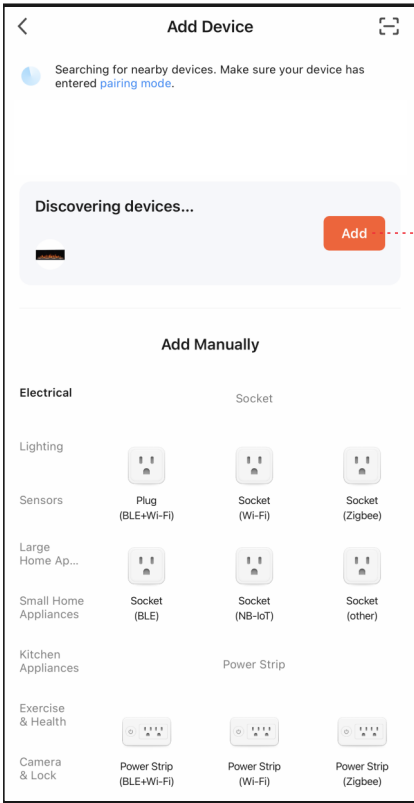 Add Device
Searching for nearby devices. Make sure your device has
entered pairing mode.
Discovering devices...
Add
Add Manually
Electrical
Socket
Lighting
Sensors
Plug
(BLE+Wi-Fi)
Socket
(Wi-Fi)
Socket
(Zigbee)
Large
Home Ap...
Small Home
Appliances
Socket
(BLE)
Socket
(NB-IoT)
Socket
(other)
Kitchen
Appliances
Power Strip
Exercise
& Health
Camera
& Lock
Power Strip
(BLE+Wi-Fi)
Power Strip
(Wi-Fi)
Power Strip
(Zigbee)